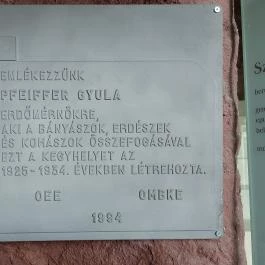 EMLÉKEZZÜNK
PFEIFFER GYULA
ERDŐMÉRNÖKRE,
AKI A BÁNYÁSZOK, ERDÉSZEK
ÉS KOHÁSZOK ÖSSZEFOGÁSÁVAL
EZT A KEGYHELYET AZ
1925-1934. ÉVEKBEN LÉTREHOZTA.
OEE OMBKE
1994